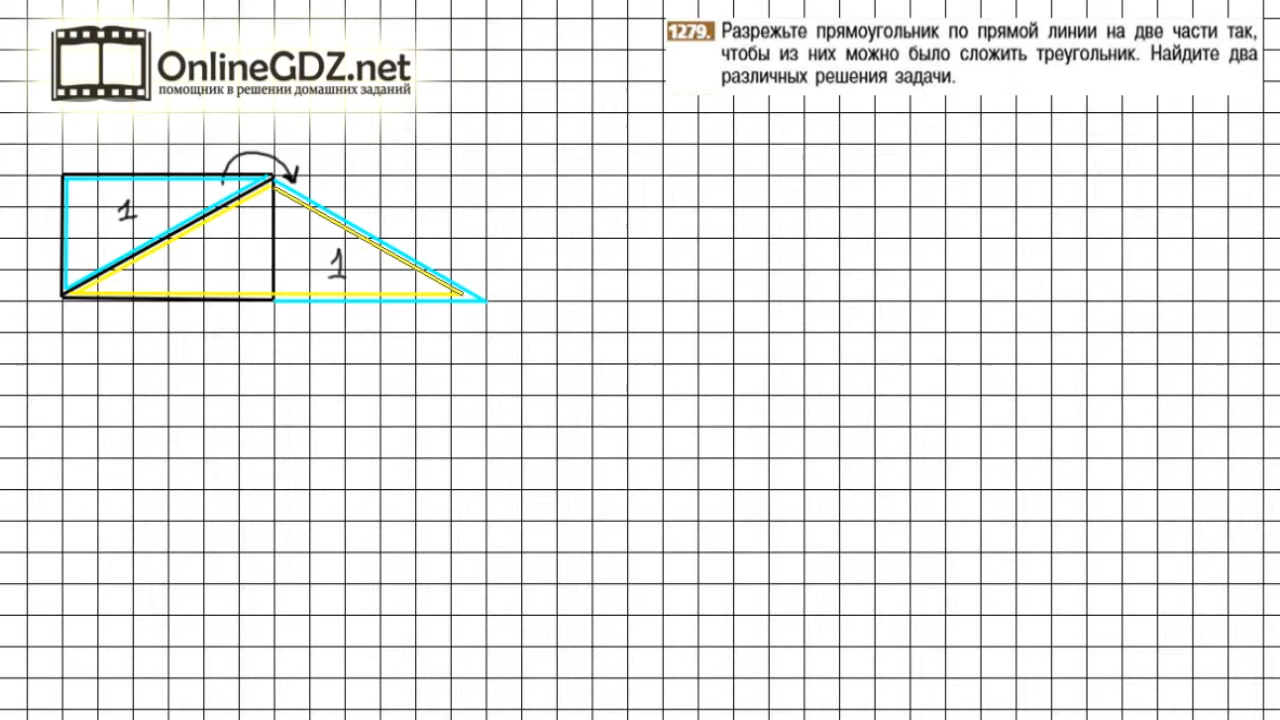 OnlineGDZ.net
помощник в решении домашних заданий
1279. Разрежьте прямоугольник по прямой линии на две части так,
чтобы из них можно было сложить треугольник. Найдите два
различных решения задачи.
1
1